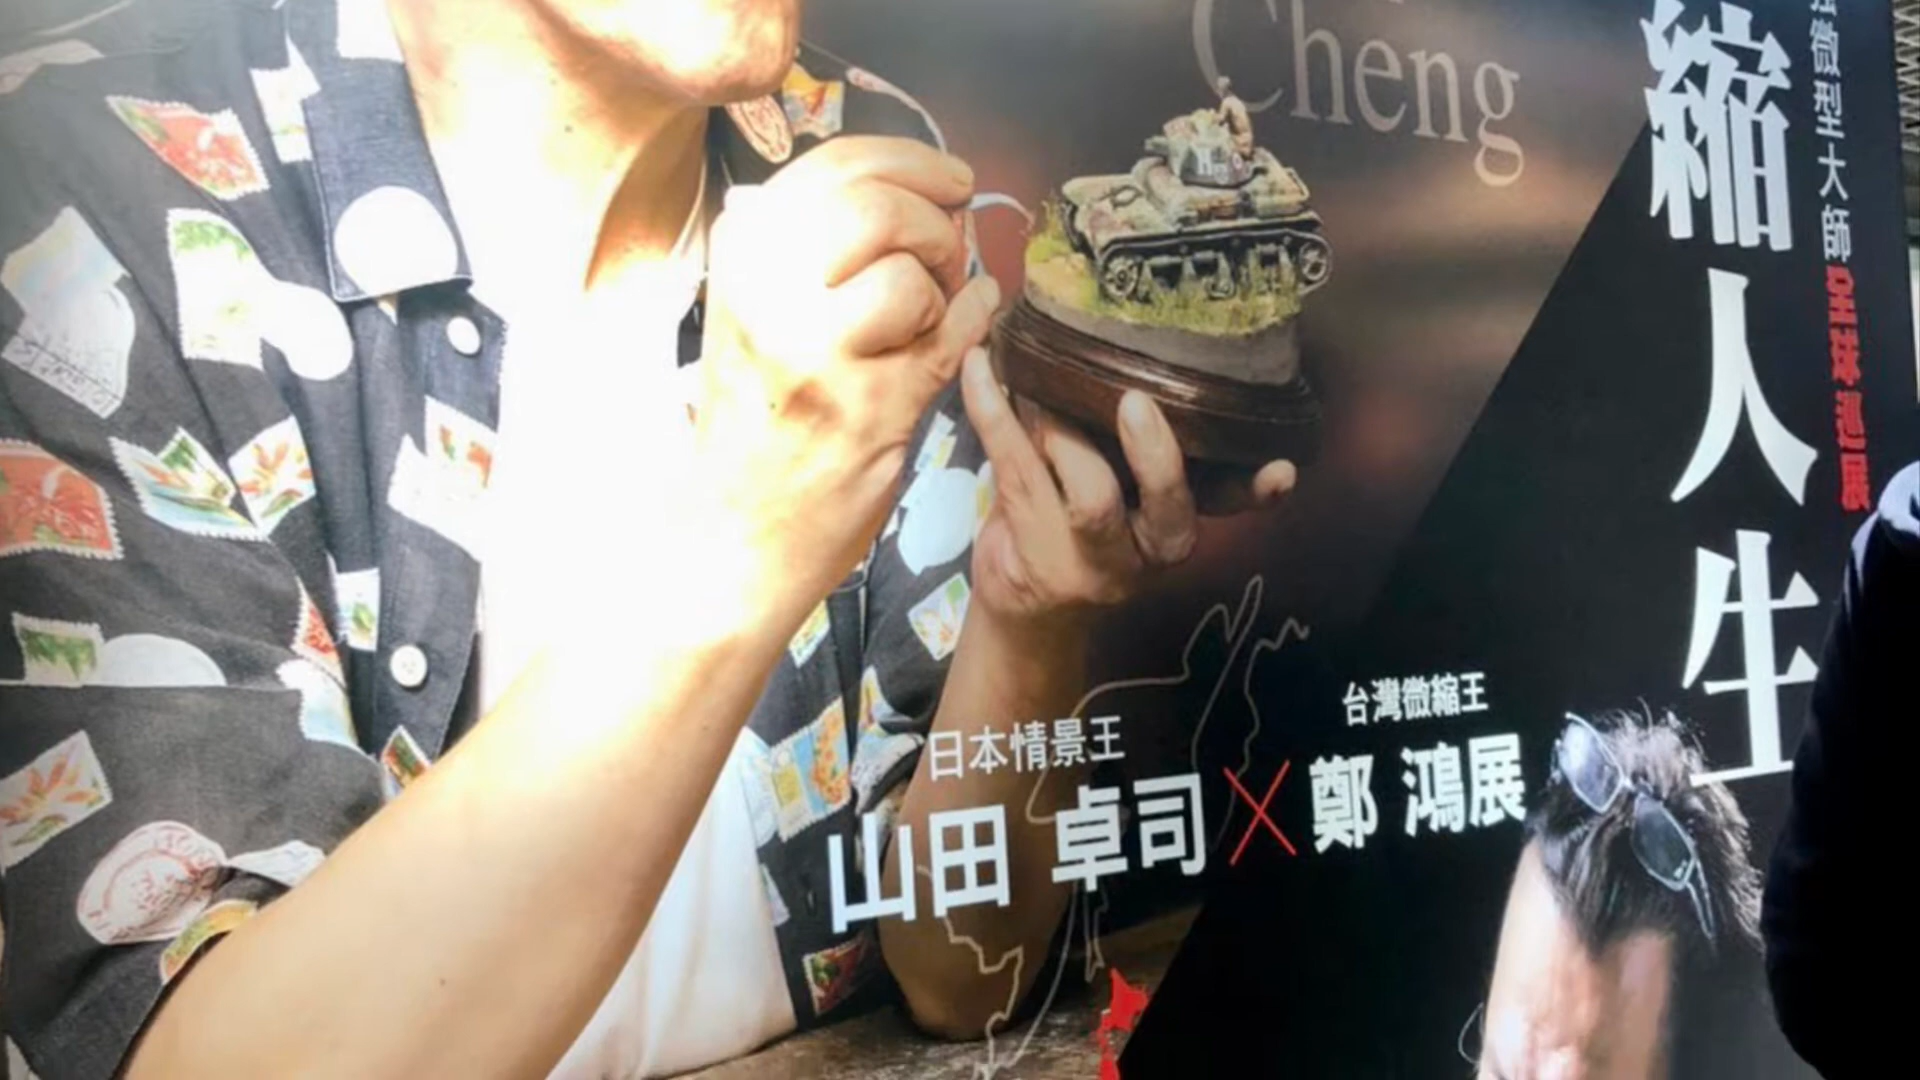 Cheng
縮人生
微型大師全球巡展
日本情景王
山田 卓司
×
台灣微縮王
鄭 鴻展